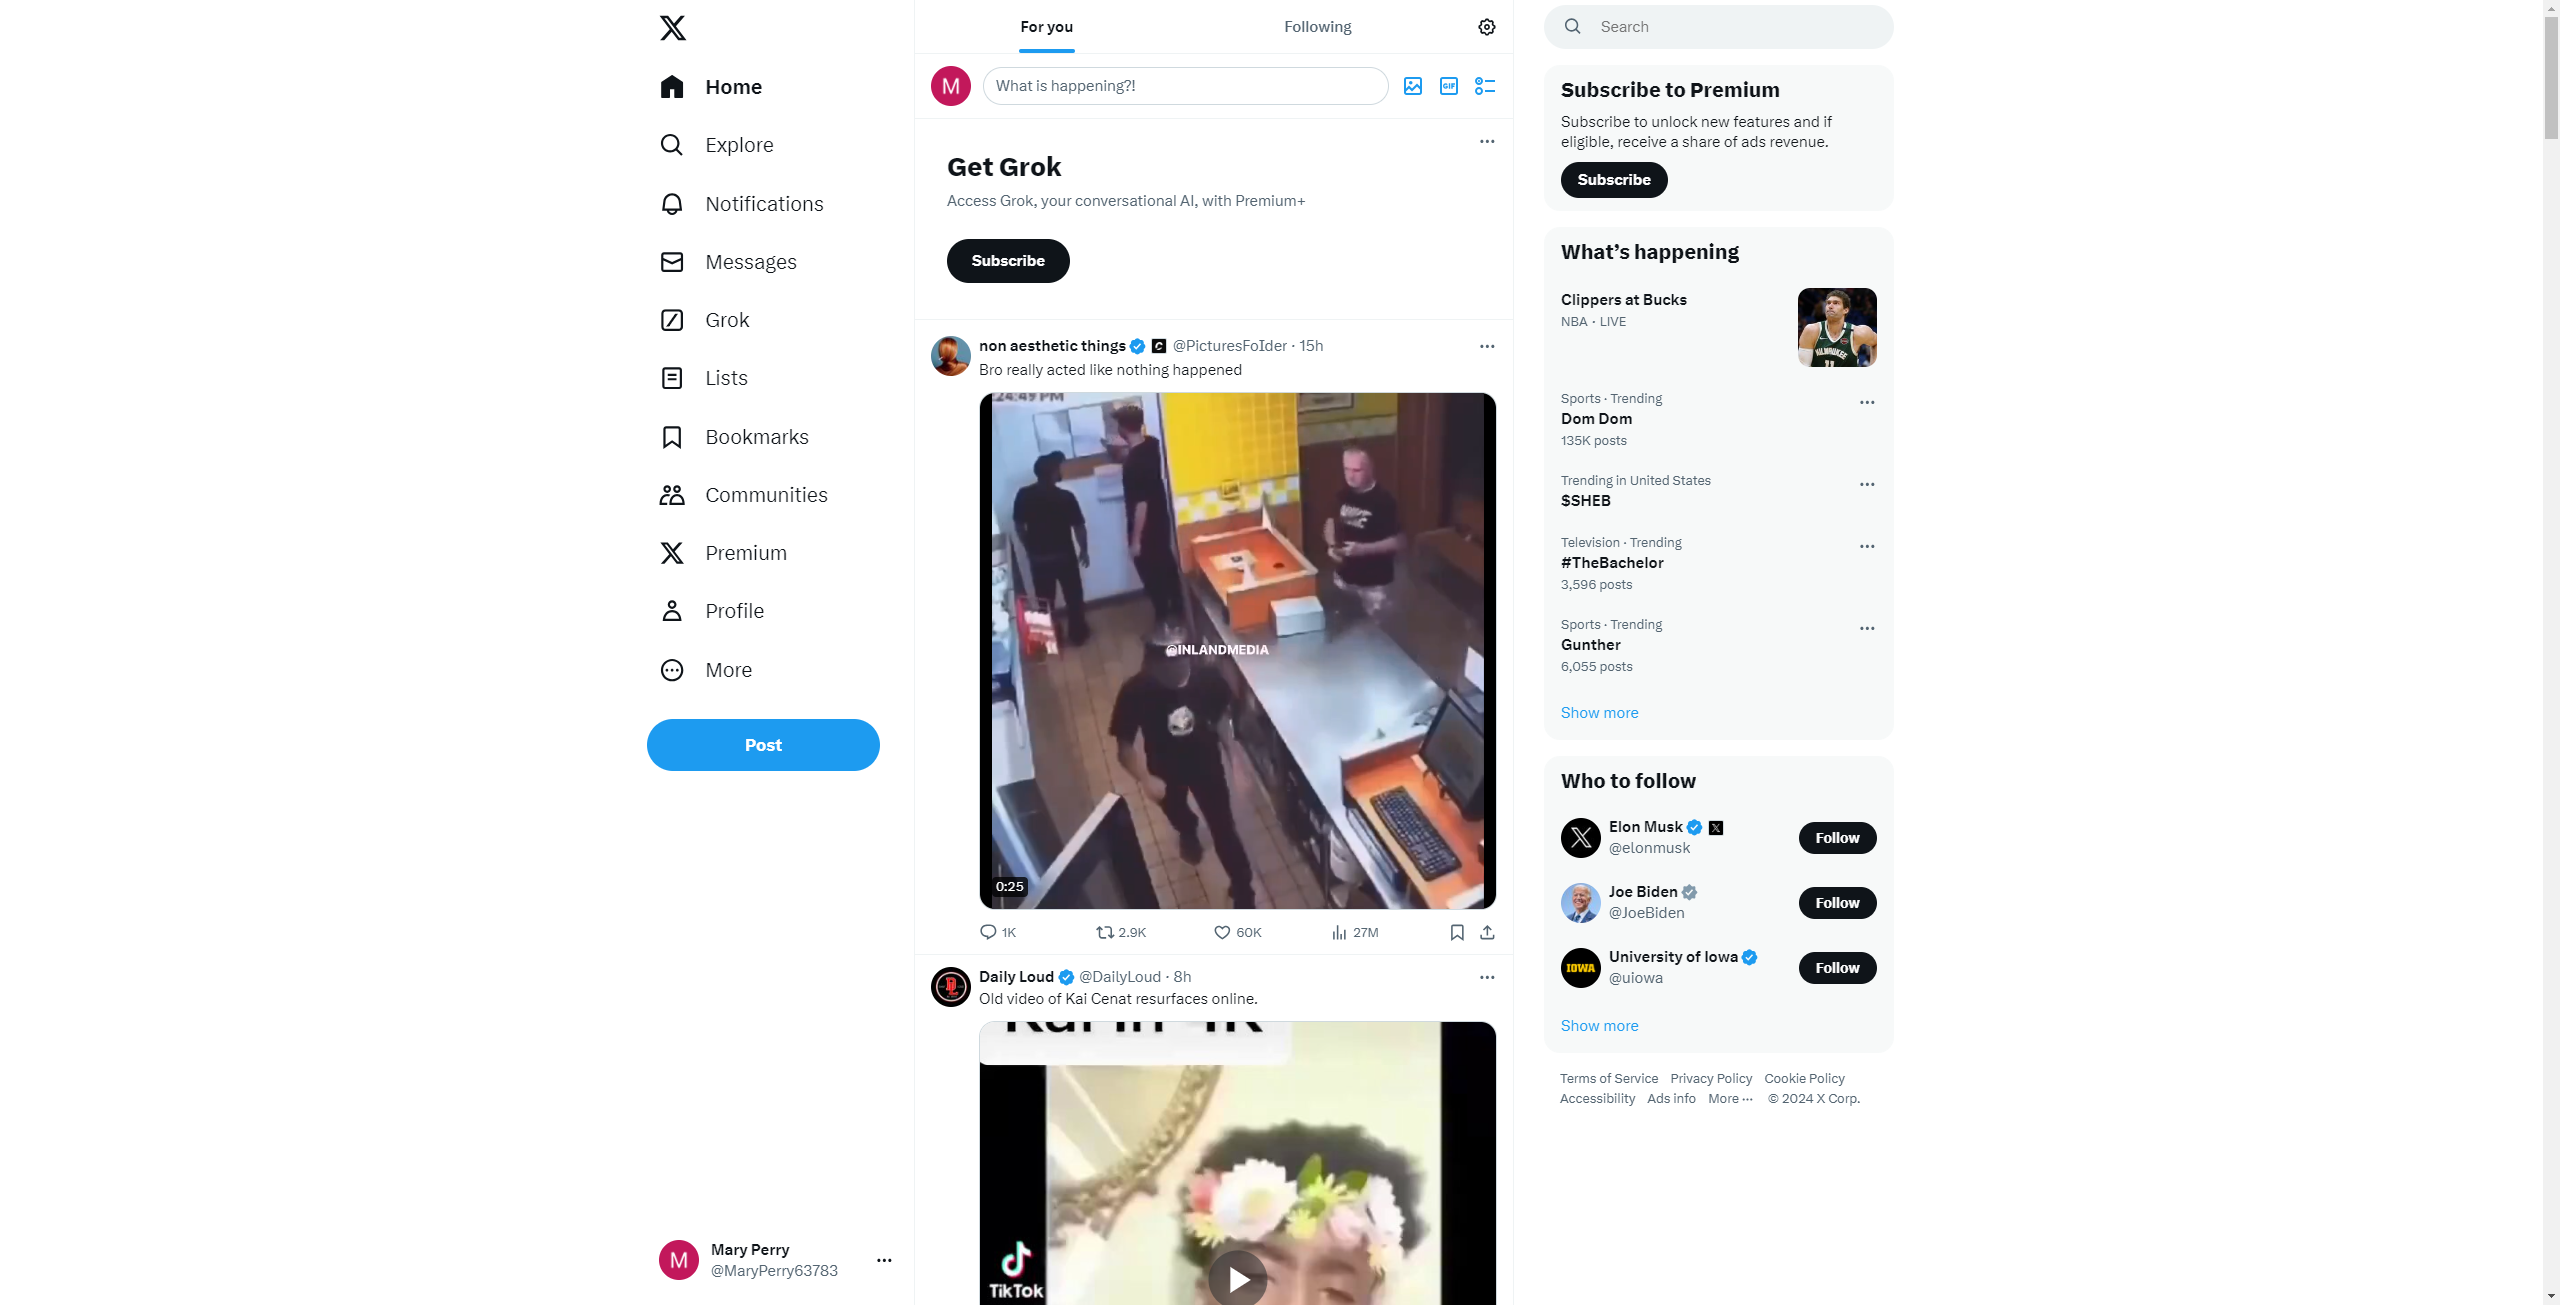 Home
Explore
Notifications
Messages
Grok
Lists
Bookmarks
Communities
Premium
Profile
More
Post
Mary Perry
@MaryPerry63783
For you
Following
What is happening?!
GIF
Get Grok
Access Grok, your conversational AI, with Premium+
Subscribe
non aesthetic things @PicturesFoIder · 15h
Bro really acted like nothing happened
24:49 PM
@INLANDMEDIA
0:25
1K 2.9K 60K 27M
Daily Loud @DailyLoud · 8h
Old video of Kai Cenat resurfaces online.
Kai in 4K
TikTok
Search
Subscribe to Premium
Subscribe to unlock new features and if
eligible, receive a share of ads revenue.
Subscribe
What’s happening
Clippers at Bucks
NBA · LIVE
MILWAUKEE
11
Sports · Trending
Dom Dom
135K posts
Trending in United States
$SHEB
Television · Trending
#TheBachelor
3,596 posts
Sports · Trending
Gunther
6,055 posts
Show more
Who to follow
Elon Musk
@elonmusk
Follow
Joe Biden
@JoeBiden
Follow
IOWA
University of Iowa
@uiowa
Follow
Show more
Terms of Service Privacy Policy Cookie Policy
Accessibility Ads info More ··· © 2024 X Corp.